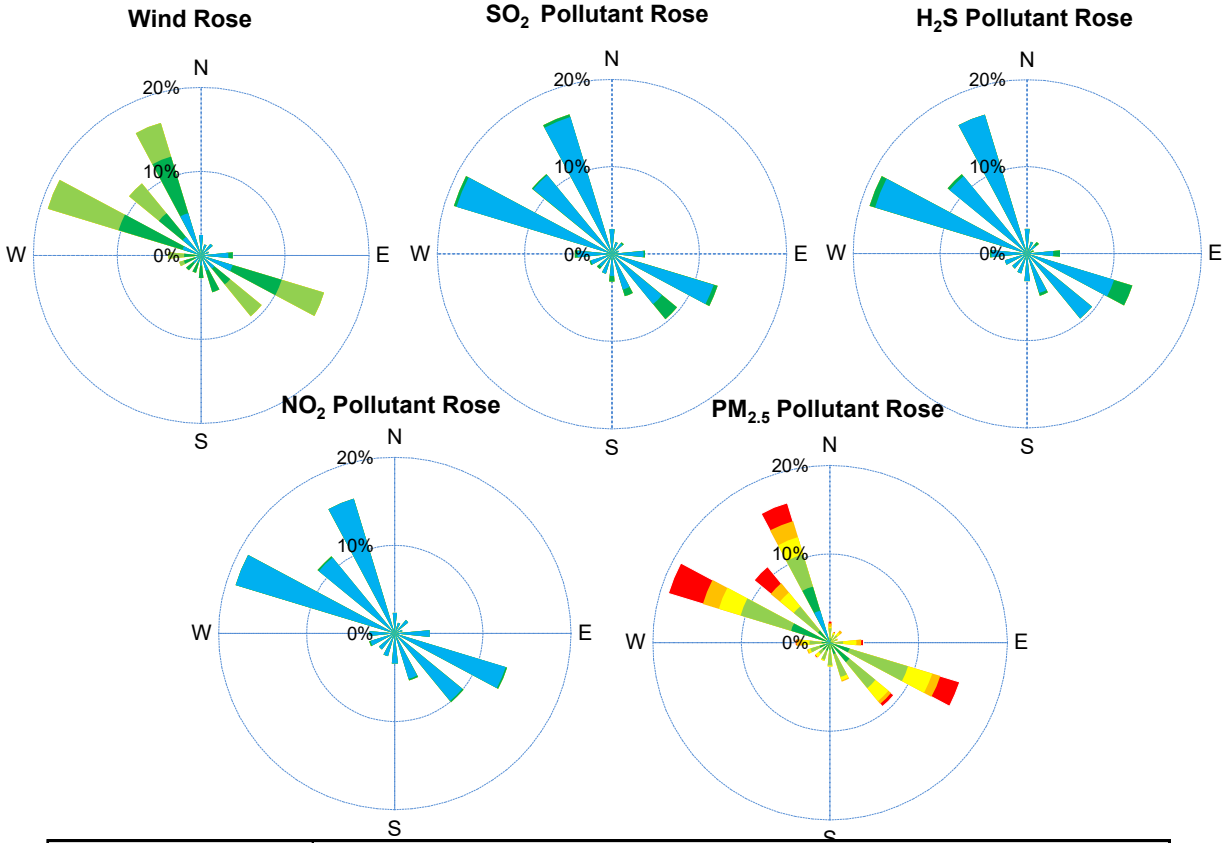 Wind Rose
SO2 Pollutant Rose
H2S Pollutant Rose
N
20%
10%
0%
W
E
S
N
20%
10%
0%
W
E
S
N
20%
10%
0%
W
E
S
NO2 Pollutant Rose
PM2.5 Pollutant Rose
N
20%
10%
0%
W
E
S
N
20%
10%
0%
W
E
S